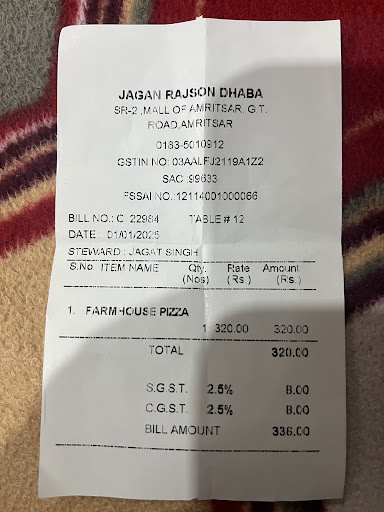 JAGAN RAJSON DHABA
SR-2 ,MALL OF AMRITSAR, G.T.
ROAD,AMRITSAR
0183-5010912
GSTIN NO: 03AALFJ2119A1Z2
SAC :99633
FSSAI NO.:12114001000066
BILL NO.: C 22984 TABLE # 12
DATE: 01/01/2025
STEWARD : JAGAT SINGH
S.No. ITEM NAME Qty. Rate Amount
(Nos) (Rs.) (Rs.)
1. FARMHOUSE PIZZA
1 320.00 320.00
TOTAL 320.00
S.G.S.T. 2.5% 8.00
C.G.S.T. 2.5% 8.00
BILL AMOUNT 336.00